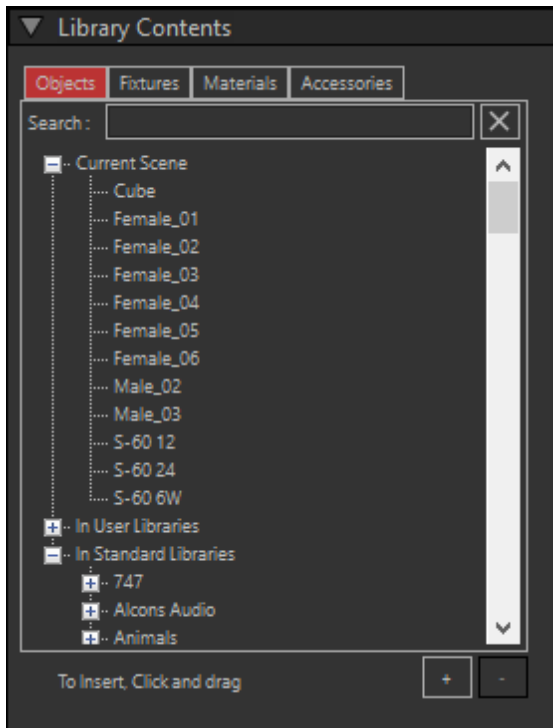 Library Contents
Objects Fixtures Materials Accessories
Search :
Current Scene
Cube
Female_01
Female_02
Female_03
Female_04
Female_05
Female_06
Male_02
Male_03
S-60 12
S-60 24
S-60 6W
In User Libraries
In Standard Libraries
747
Alcons Audio
Animals
To Insert, Click and drag
+ -